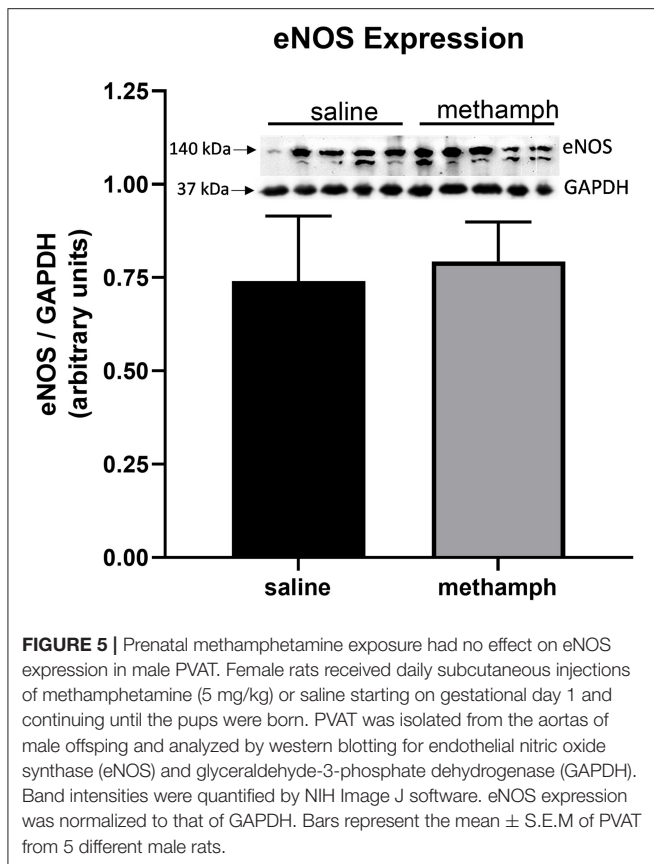 eNOS Expression
1.25
1.00
0.75
0.50
0.25
0.00
eNOS / GAPDH
(arbitrary units)
saline methamph
140 kDa eNOS
37 kDa GAPDH
saline methamph
FIGURE 5 | Prenatal methamphetamine exposure had no effect on eNOS
expression in male PVAT. Female rats received daily subcutaneous injections
of methamphetamine (5 mg/kg) or saline starting on gestational day 1 and
continuing until the pups were born. PVAT was isolated from the aortas of
male offsping and analyzed by western blotting for endothelial nitric oxide
synthase (eNOS) and glyceraldehyde-3-phosphate dehydrogenase (GAPDH).
Band intensities were quantified by NIH Image J software. eNOS expression
was normalized to that of GAPDH. Bars represent the mean ± S.E.M of PVAT
from 5 different male rats.